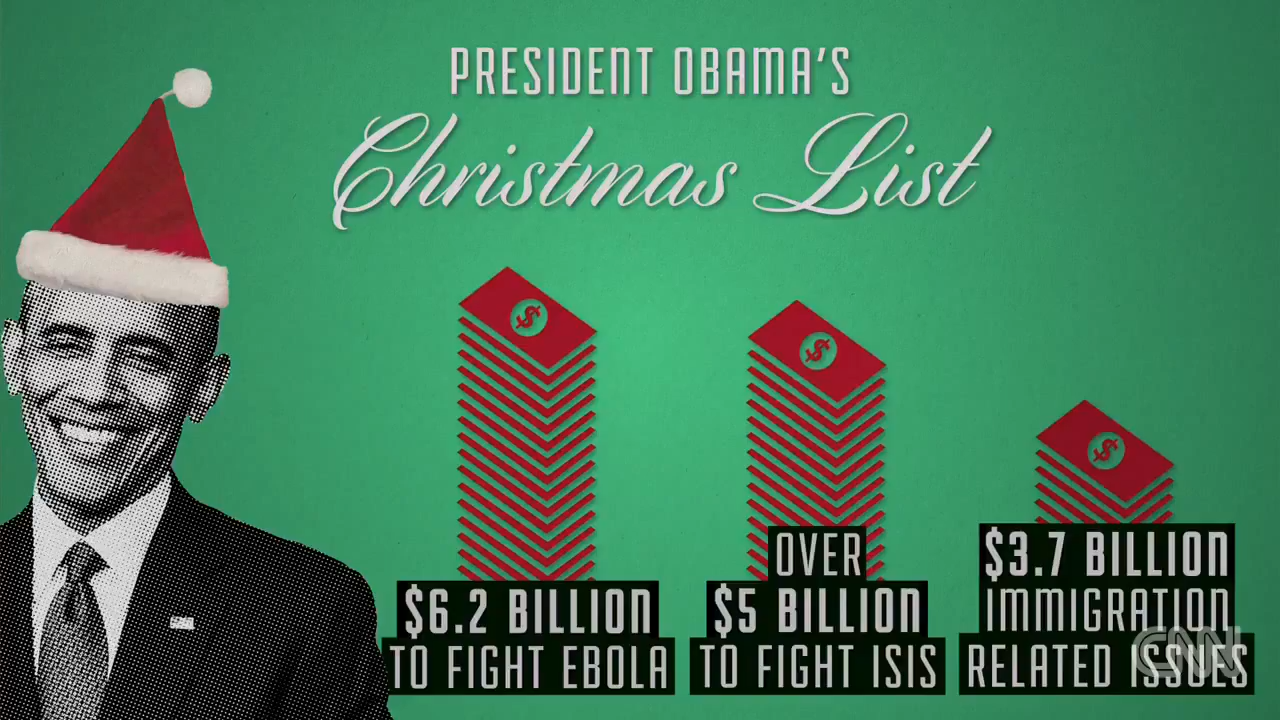 PRESIDENT OBAMA'S
Christmas List
$6.2 BILLION
TO FIGHT EBOLA
OVER
$5 BILLION
TO FIGHT ISIS
$3.7 BILLION
IMMIGRATION
RELATED ISSUES
CNN